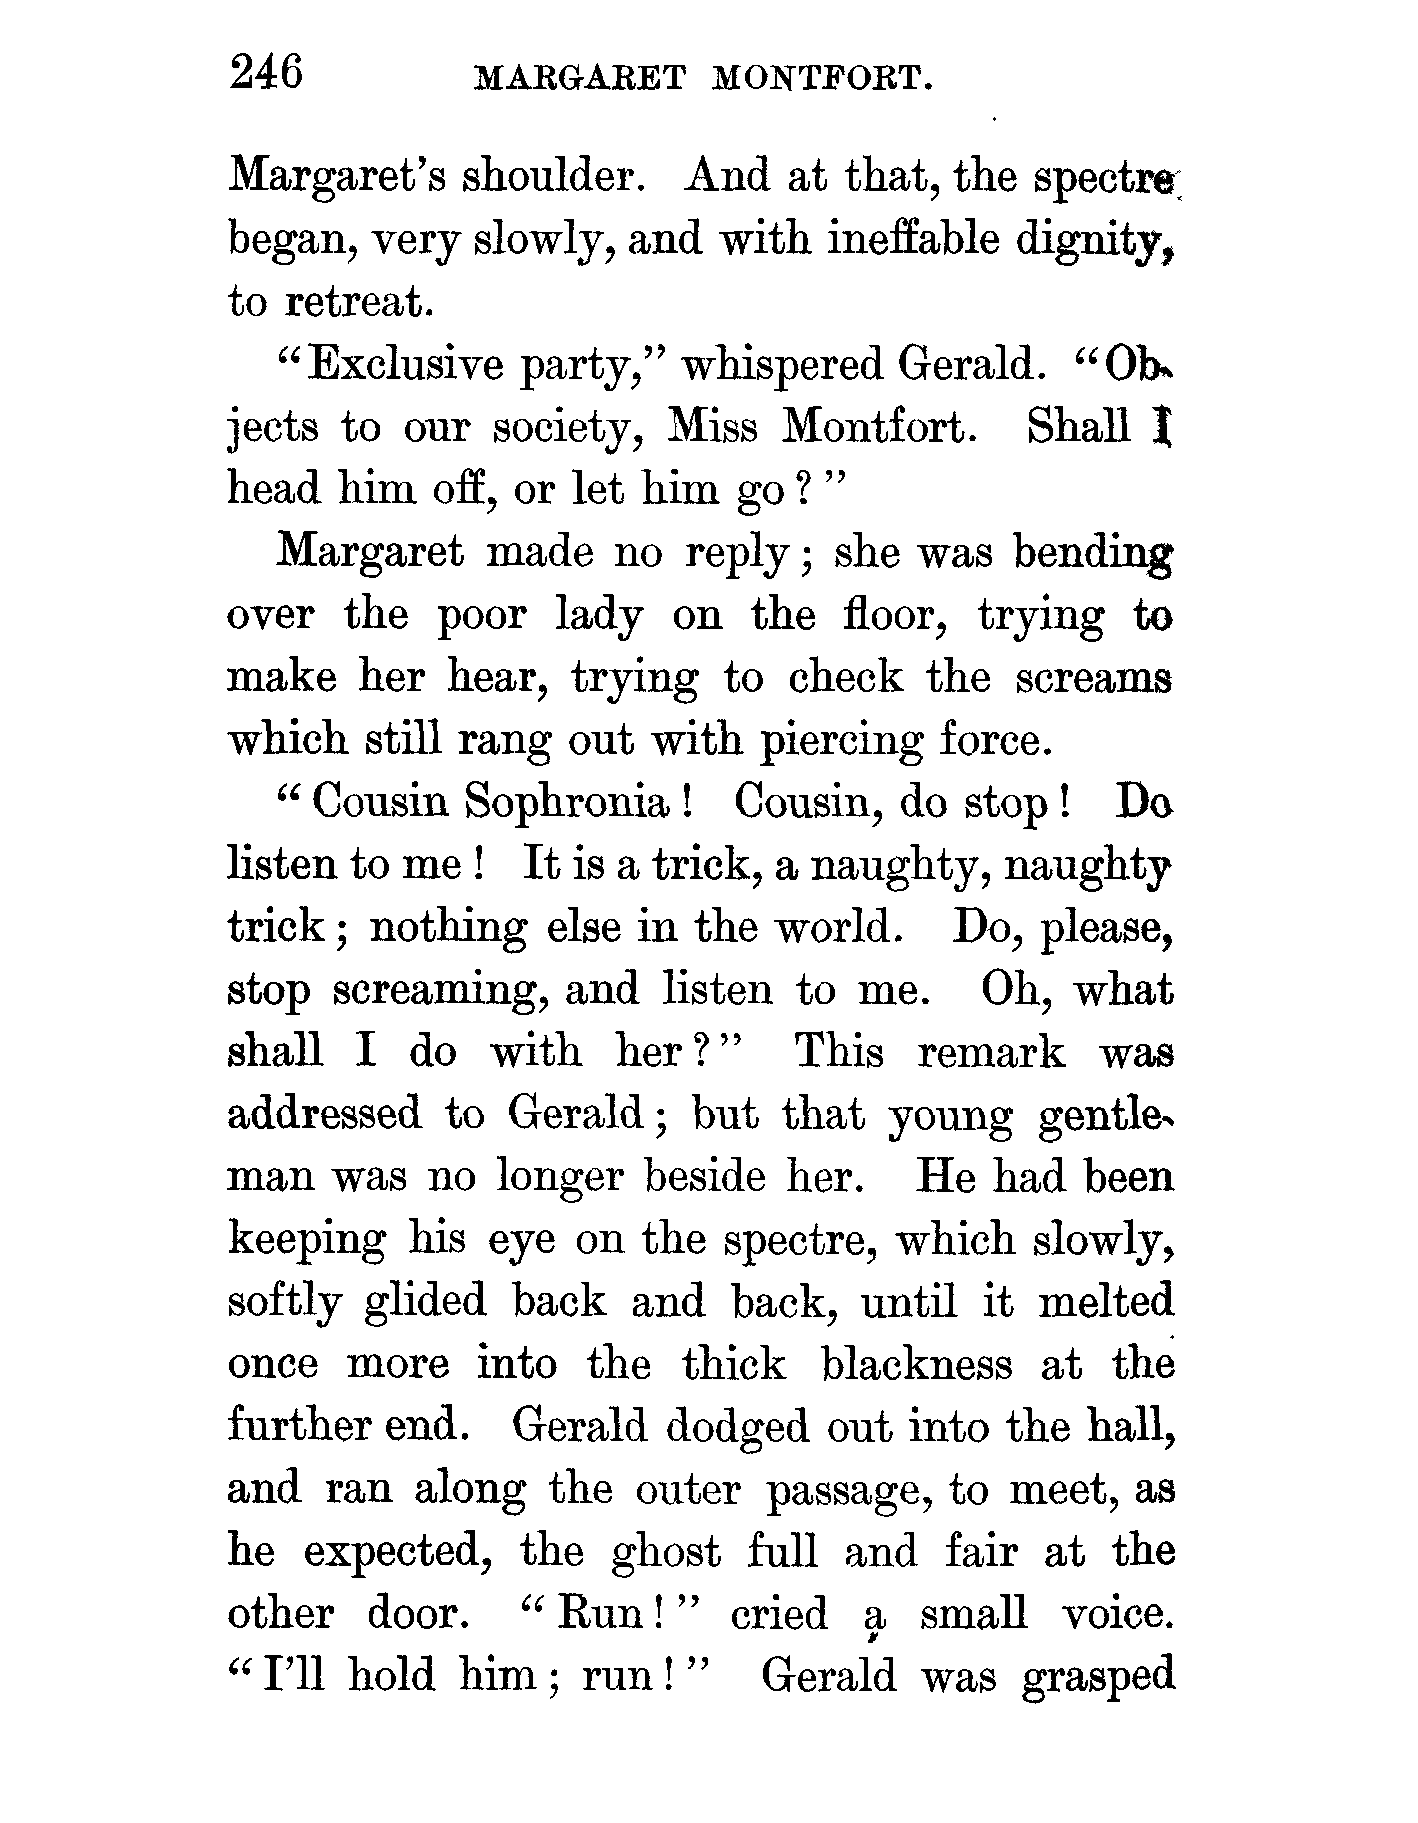 246 MARGARET MONTFORT.
Margaret's shoulder. And at that, the spectre
began, very slowly, and with ineffable dignity,
to retreat.
“Exclusive party,” whispered Gerald. “Ob-
jects to our society, Miss Montfort. Shall I
head him off, or let him go?”
Margaret made no reply; she was bending
over the poor lady on the floor, trying to
make her hear, trying to check the screams
which still rang out with piercing force.
“Cousin Sophronia! Cousin, do stop! Do
listen to me! It is a trick, a naughty, naughty
trick; nothing else in the world. Do, please,
stop screaming, and listen to me. Oh, what
shall I do with her?” This remark was
addressed to Gerald; but that young gentle-
man was no longer beside her. He had been
keeping his eye on the spectre, which slowly,
softly glided back and back, until it melted
once more into the thick blackness at the
further end. Gerald dodged out into the hall,
and ran along the outer passage, to meet, as
he expected, the ghost full and fair at the
other door. “Run!” cried a small voice.
“I'll hold him; run!” Gerald was grasped